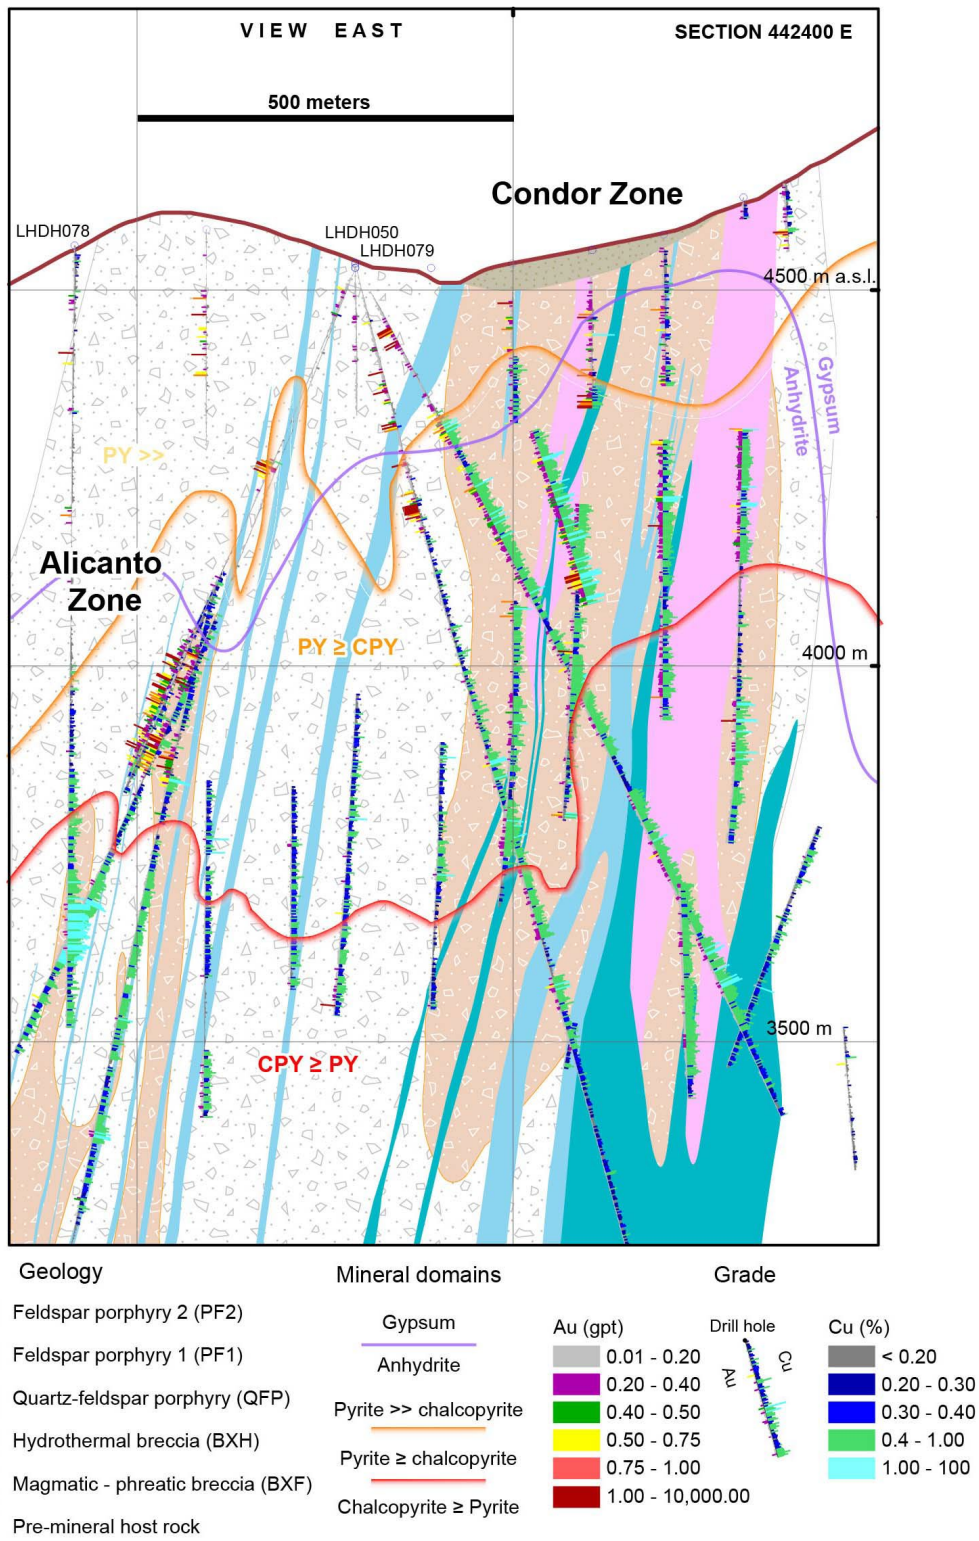 VIEW EAST
SECTION 442400 E
500 meters
Condor Zone
LHDH078
LHDH050
LHDH079
4500 m a.s.l.
Gypsum
Anhydrite
PY >>
Alicanto
Zone
PY ≥ CPY
4000 m
3500 m
CPY ≥ PY
Geology
Feldspar porphyry 2 (PF2)
Feldspar porphyry 1 (PF1)
Quartz-feldspar porphyry (QFP)
Hydrothermal breccia (BXH)
Magmatic - phreatic breccia (BXF)
Pre-mineral host rock
Mineral domains
Gypsum
Anhydrite
Pyrite >> chalcopyrite
Pyrite ≥ chalcopyrite
Chalcopyrite ≥ Pyrite
Grade
Au (gpt)
0.01 - 0.20
0.20 - 0.40
0.40 - 0.50
0.50 - 0.75
0.75 - 1.00
1.00 - 10,000.00
Drill hole
Au
Cu
Cu (%)
< 0.20
0.20 - 0.30
0.30 - 0.40
0.4 - 1.00
1.00 - 100